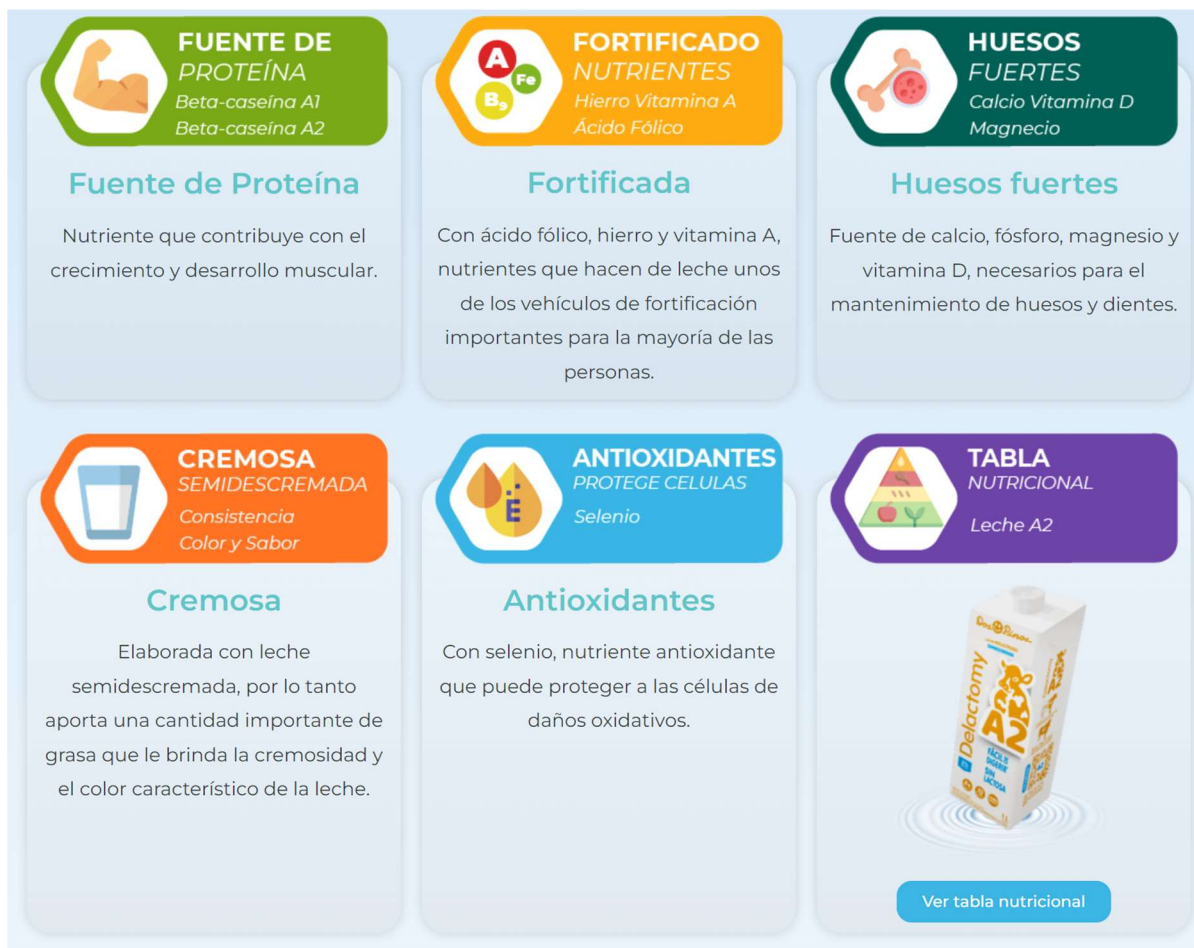 FUENTE DE
PROTEÍNA
Beta-caseína A1
Beta-caseína A2
Fuente de Proteína
Nutriente que contribuye con el
crecimiento y desarrollo muscular.
A
Fe
B9
FORTIFICADO
NUTRIENTES
Hierro Vitamina A
Ácido Fólico
Fortificada
Con ácido fólico, hierro y vitamina A,
nutrientes que hacen de leche unos
de los vehículos de fortificación
importantes para la mayoría de las
personas.
HUESOS
FUERTES
Calcio Vitamina D
Magnecio
Huesos fuertes
Fuente de calcio, fósforo, magnesio y
vitamina D, necesarios para el
mantenimiento de huesos y dientes.
CREMOSA
SEMIDESCREMADA
Consistencia
Color y Sabor
Cremosa
Elaborada con leche
semidescremada, por lo tanto
aporta una cantidad importante de
grasa que le brinda la cremosidad y
el color característico de la leche.
Ë
ANTIOXIDANTES
PROTEGE CELULAS
Selenio
Antioxidantes
Con selenio, nutriente antioxidante
que puede proteger a las células de
daños oxidativos.
TABLA
NUTRICIONAL
Leche A2
Dos Pinos
Delactomy
A2
FÁCIL DE
DIGERIR
SIN
LACTOSA
Ver tabla nutricional